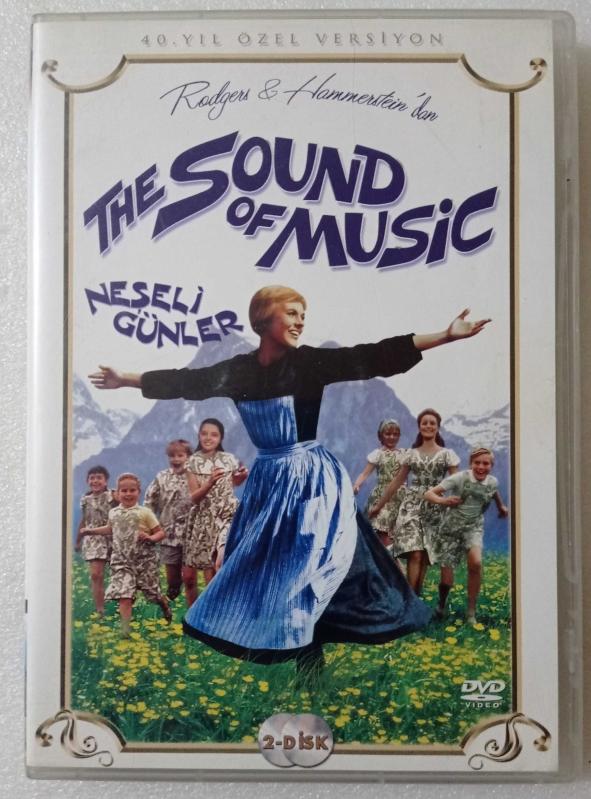 40. YIL ÖZEL VERSİYON
Rodgers & Hammerstein'dan
THE SOUND
OF MUSIC
NEŞELİ
GÜNLER
DVD
VIDEO
2-DİSK